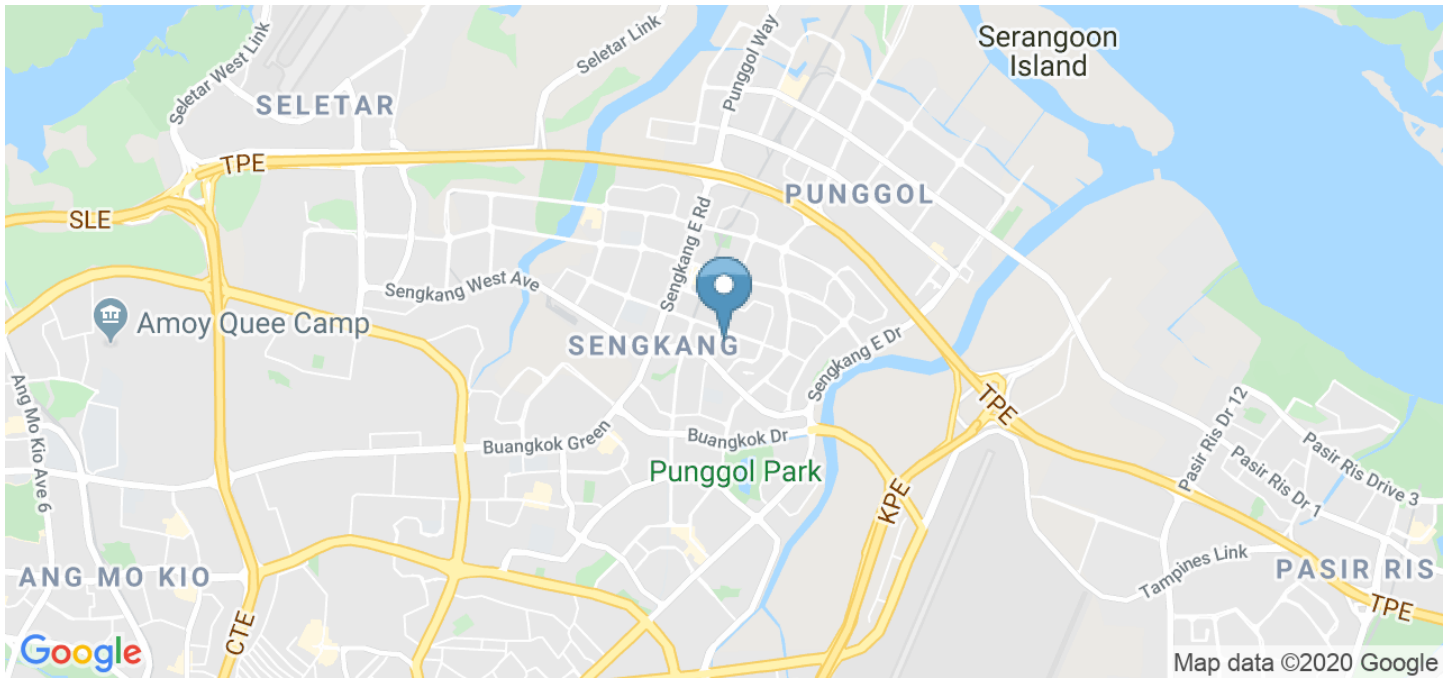 Serangoon
Island
Seletar Link
Punggol Way
Seletar West Link
SELETAR
TPE
PUNGGOL
SLE
Sengkang E Rd
Sengkang West Ave
Amoy Quee Camp
SENGKANG
Sengkang E Dr
TPE
Ang Mo Kio Ave 6
Buangkok Green
Buangkok Dr
Pasir Ris Dr 12
Pasir Ris Drive 3
Pasir Ris Dr 1
Punggol Park
KPE
Tampines Link
ANG MO KIO
PASIR RIS
TPE
CTE
Google
Map data ©2020 Google